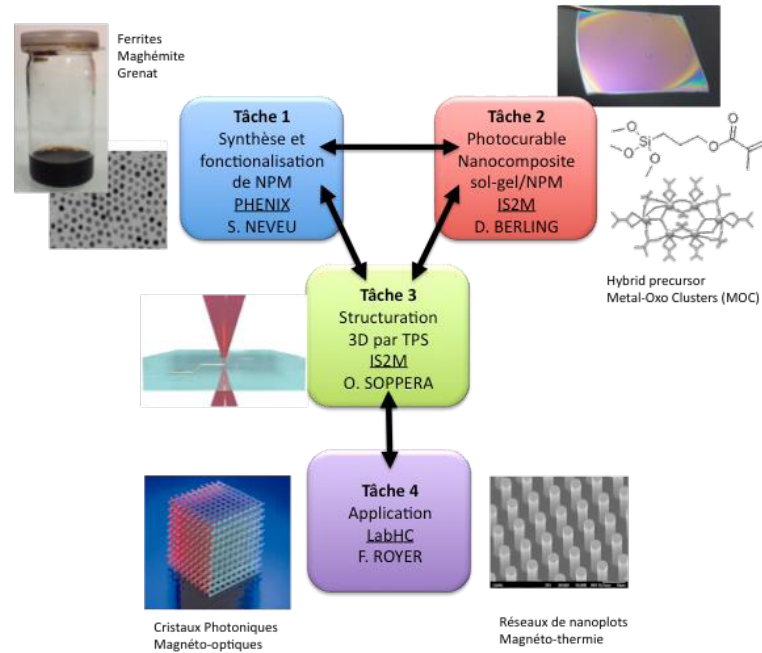 Ferrites
Maghémite
Grenat
Tâche 1
Synthèse et
fonctionalisation
de NPM
PHENIX
S. NEVEU
Tâche 2
Photocurable
Nanocomposite
sol-gel/NPM
IS2M
D. BERLING
O
O
Si
O
O
O
Hybrid precursor
Metal-Oxo Clusters (MOC)
Tâche 3
Structuration
3D par TPS
IS2M
O. SOPPERA
Tâche 4
Application
LabHC
F. ROYER
Cristaux Photoniques
Magnéto-optiques
Réseaux de nanoplots
Magnéto-thermie